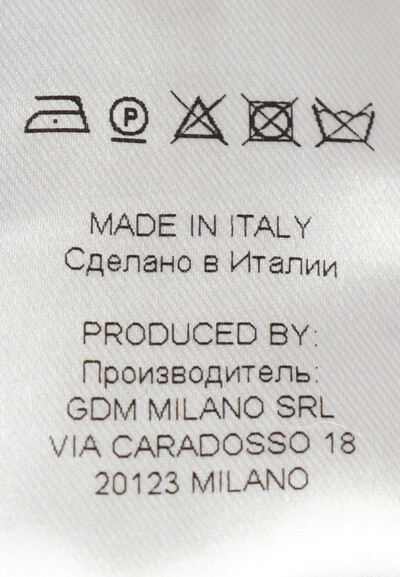 P
MADE IN ITALY
Сделано в Италии
PRODUCED BY:
Производитель:
GDM MILANO SRL
VIA CARADOSSO 18
20123 MILANO